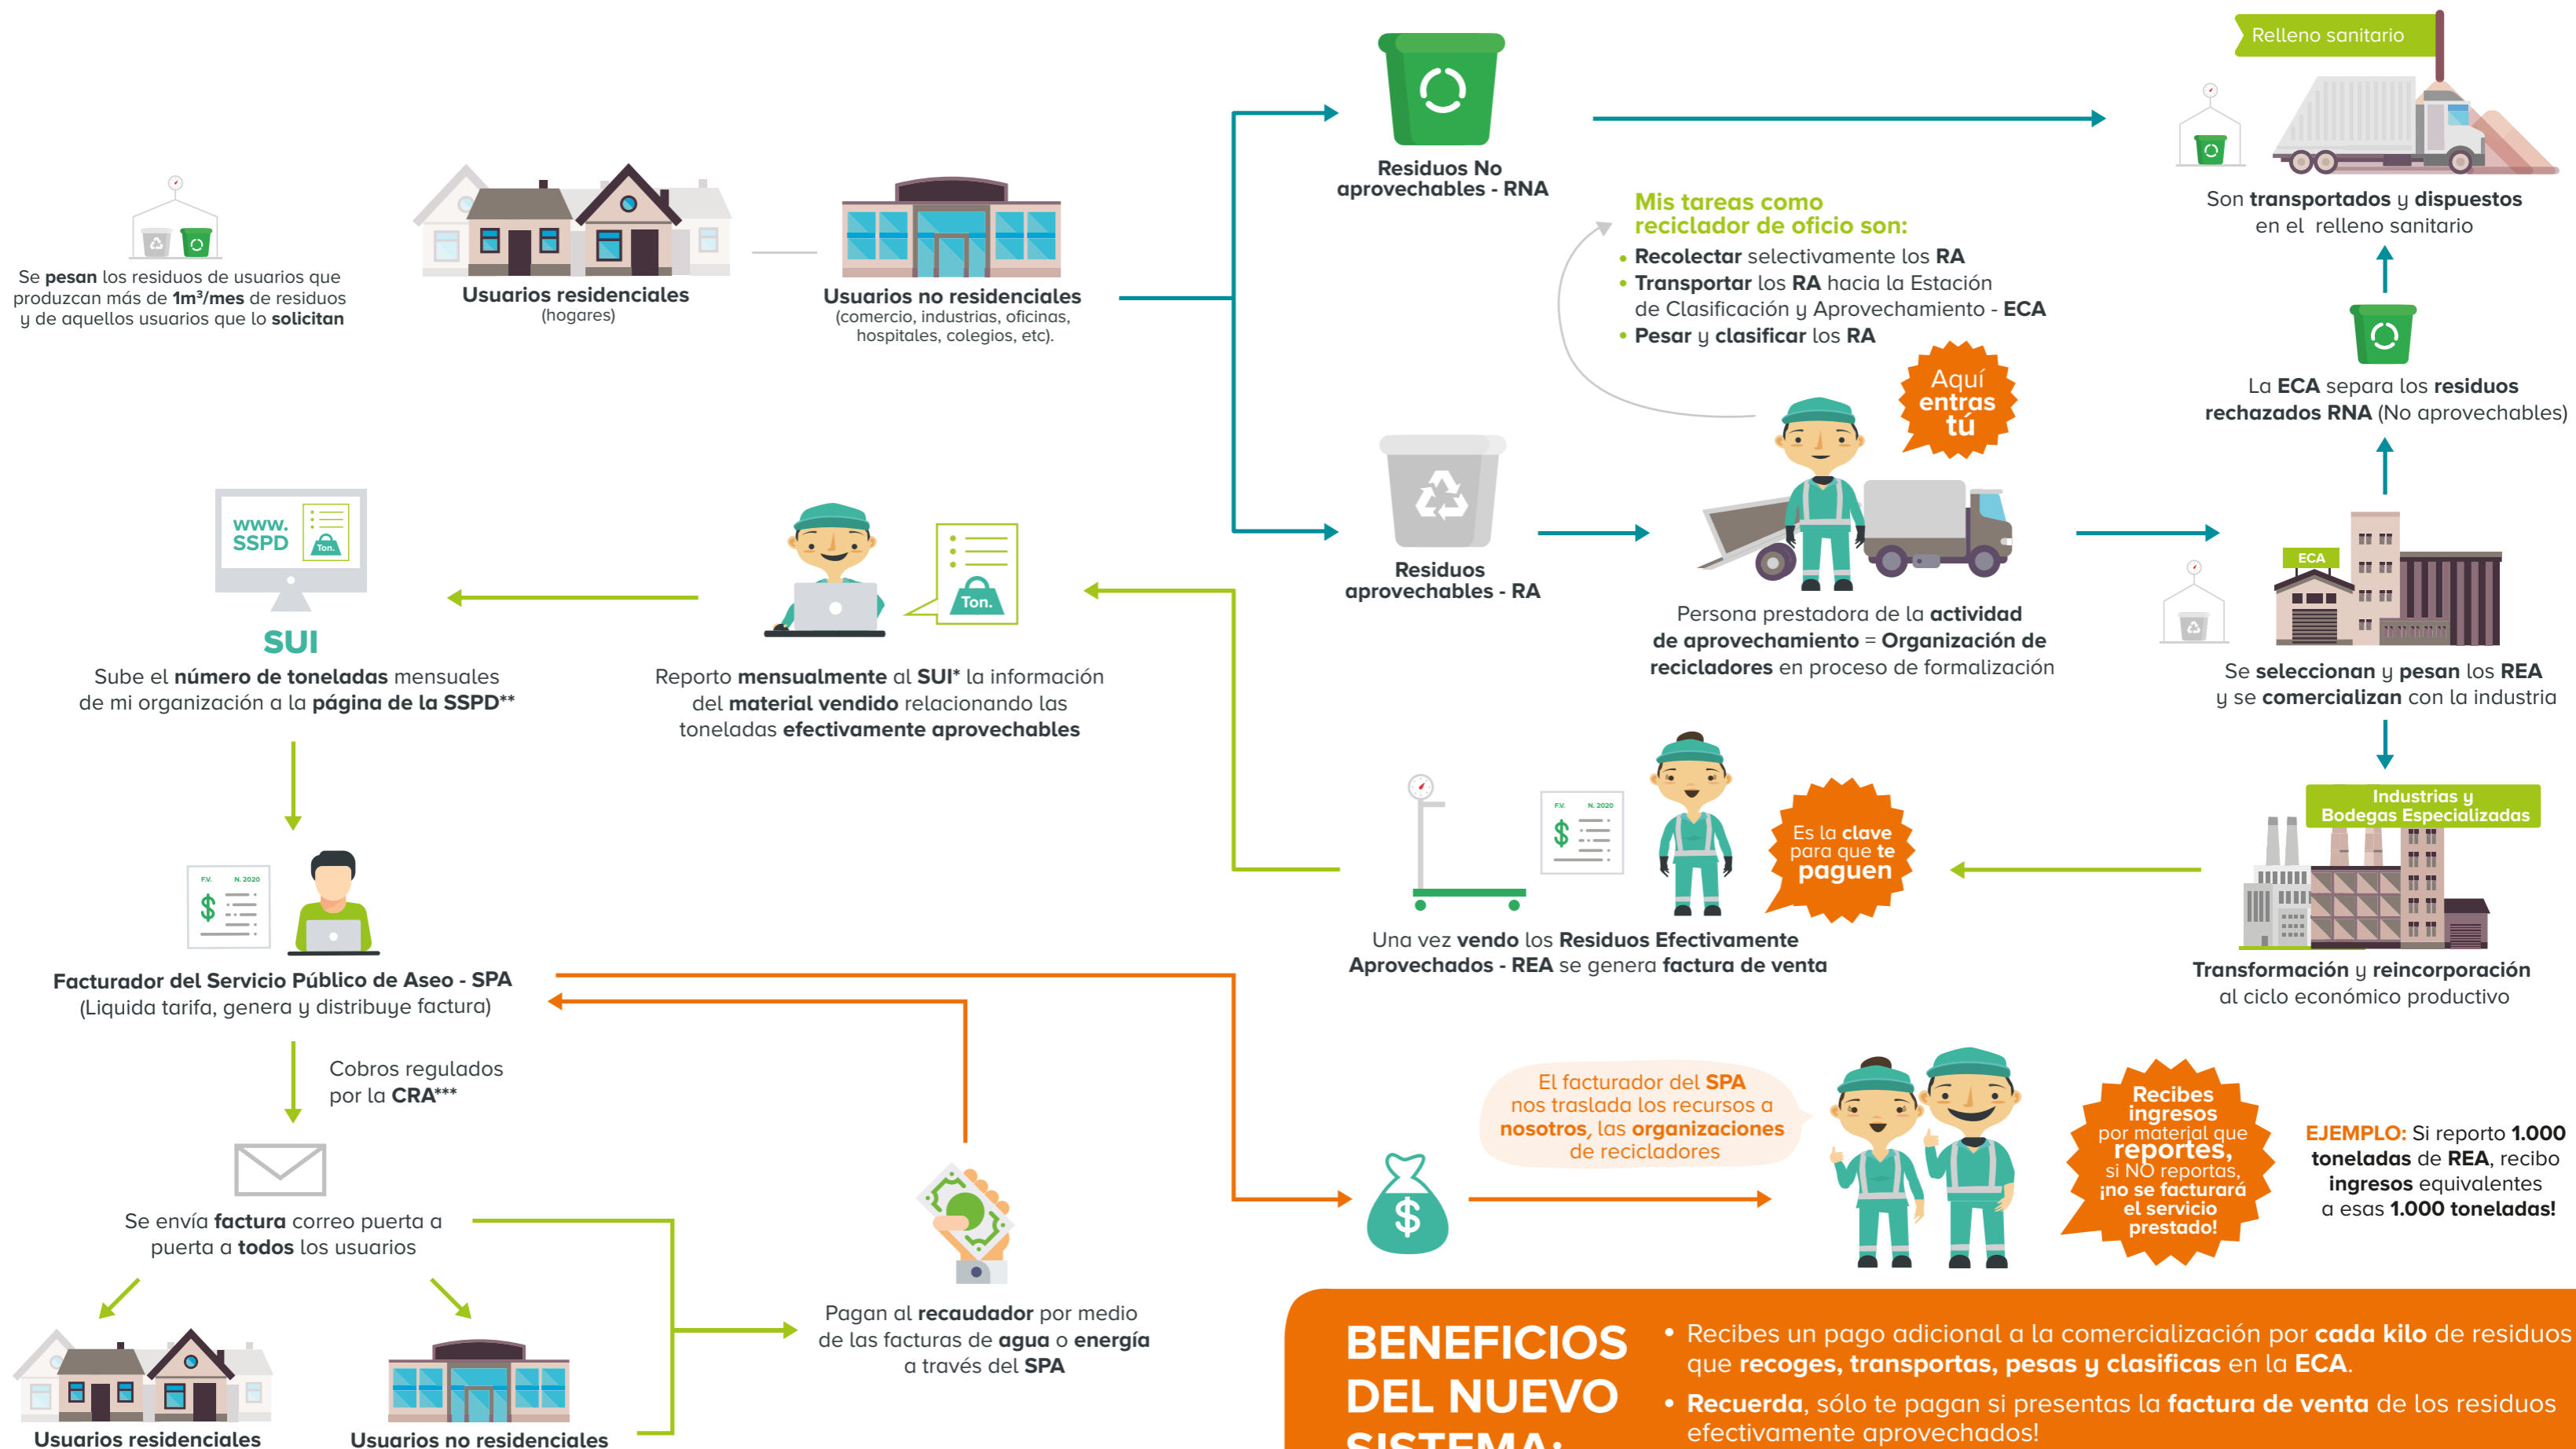 Relleno sanitario
Son transportados y dispuestos
en el relleno sanitario
Residuos No
aprovechables - RNA
Se pesan los residuos de usuarios que
produzcan más de 1m³/mes de residuos
y de aquellos usuarios que lo solicitan
Usuarios residenciales
(hogares)
Usuarios no residenciales
(comercio, industrias, oficinas,
hospitales, colegios, etc).
Mis tareas como
reciclador de oficio son:
• Recolectar selectivamente los RA
• Transportar los RA hacia la Estación
de Clasificación y Aprovechamiento - ECA
• Pesar y clasificar los RA
Aquí
entras
tú
La ECA separa los residuos
rechazados RNA (No aprovechables)
Residuos
aprovechables - RA
Persona prestadora de la actividad
de aprovechamiento = Organización de
recicladores en proceso de formalización
ECA
Se seleccionan y pesan los REA
y se comercializan con la industria
www.
SSPD
Ton.
SUI
Sube el número de toneladas mensuales
de mi organización a la página de la SSPD**
Ton.
Reporto mensualmente al SUI* la información
del material vendido relacionando las
toneladas efectivamente aprovechables
F.V. N. 2020
$
Es la clave
para que te
paguen
Una vez vendo los Residuos Efectivamente
Aprovechados - REA se genera factura de venta
Industrias y
Bodegas Especializadas
Transformación y reincorporación
al ciclo económico productivo
F.V. N. 2020
$
Facturador del Servicio Público de Aseo - SPA
(Liquida tarifa, genera y distribuye factura)
Cobros regulados
por la CRA***
Se envía factura correo puerta a
puerta a todos los usuarios
Usuarios residenciales
Usuarios no residenciales
Pagan al recaudador por medio
de las facturas de agua o energía
a través del SPA
$
El facturador del SPA
nos traslada los recursos a
nosotros, las organizaciones
de recicladores
Recibes
ingresos
por material que
reportes,
si NO reportas,
¡no se facturará
el servicio
prestado!
EJEMPLO: Si reporto 1.000
toneladas de REA, recibo
ingresos equivalentes
a esas 1.000 toneladas!
BENEFICIOS
DEL NUEVO
SISTEMA:
• Recibes un pago adicional a la comercialización por cada kilo de residuos
que recoges, transportas, pesas y clasificas en la ECA.
• Recuerda, sólo te pagan si presentas la factura de venta de los residuos
efectivamente aprovechados!